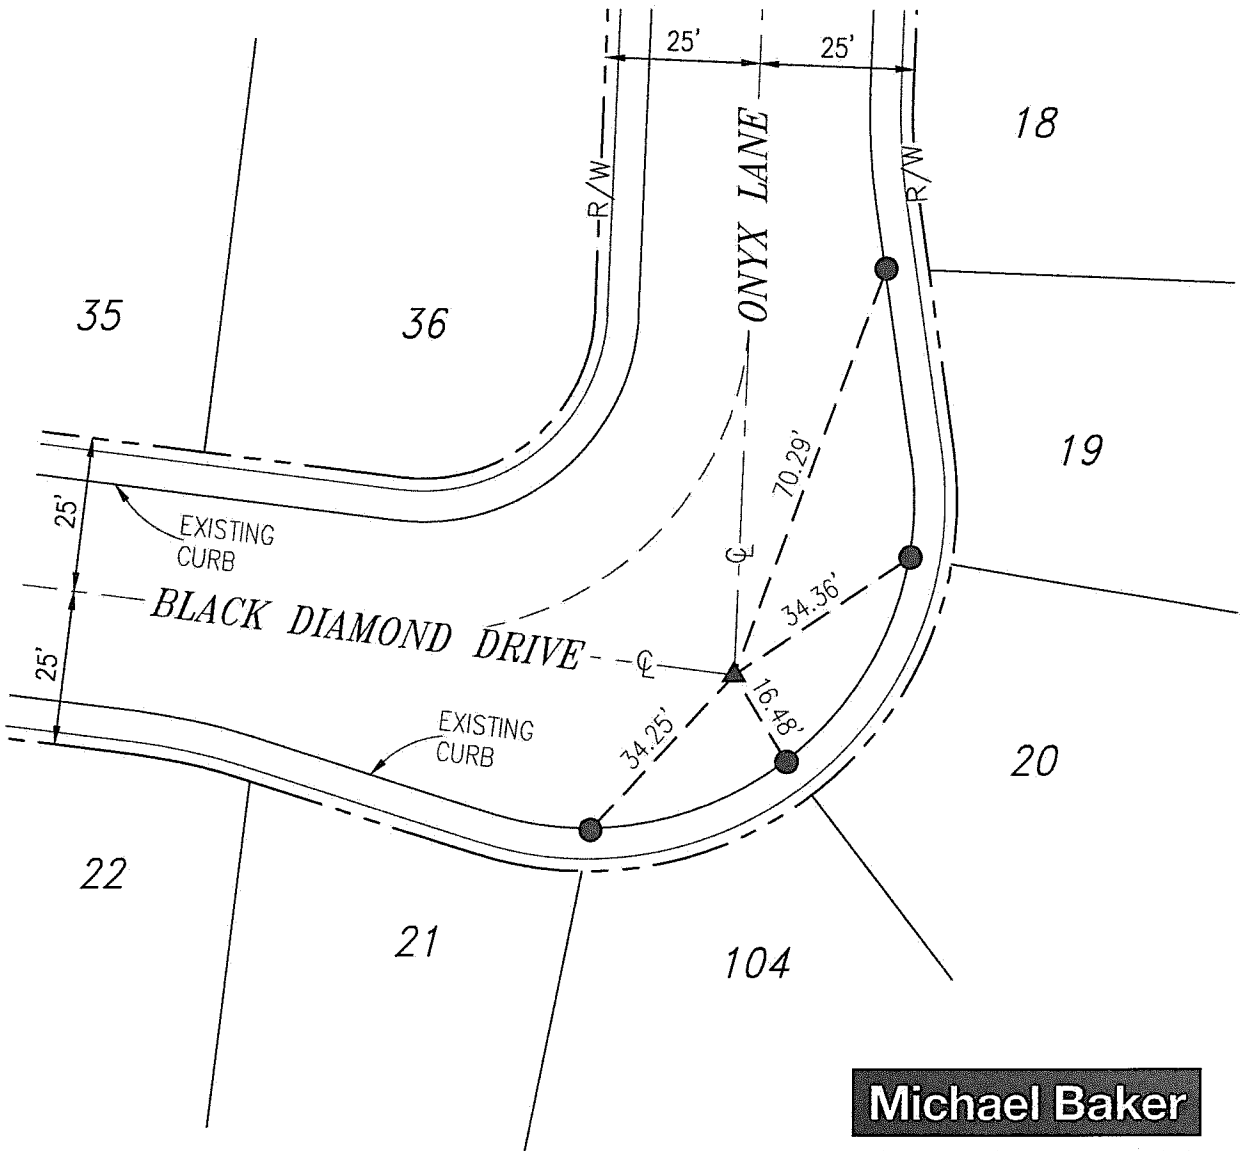 25'
25'
18
R/W
R/W
ONYX LANE
35
36
19
70.29'
25'
EXISTING
CURB
℄
34.36'
BLACK DIAMOND DRIVE
℄
25'
16.48'
34.25'
EXISTING
CURB
20
22
21
104
Michael Baker